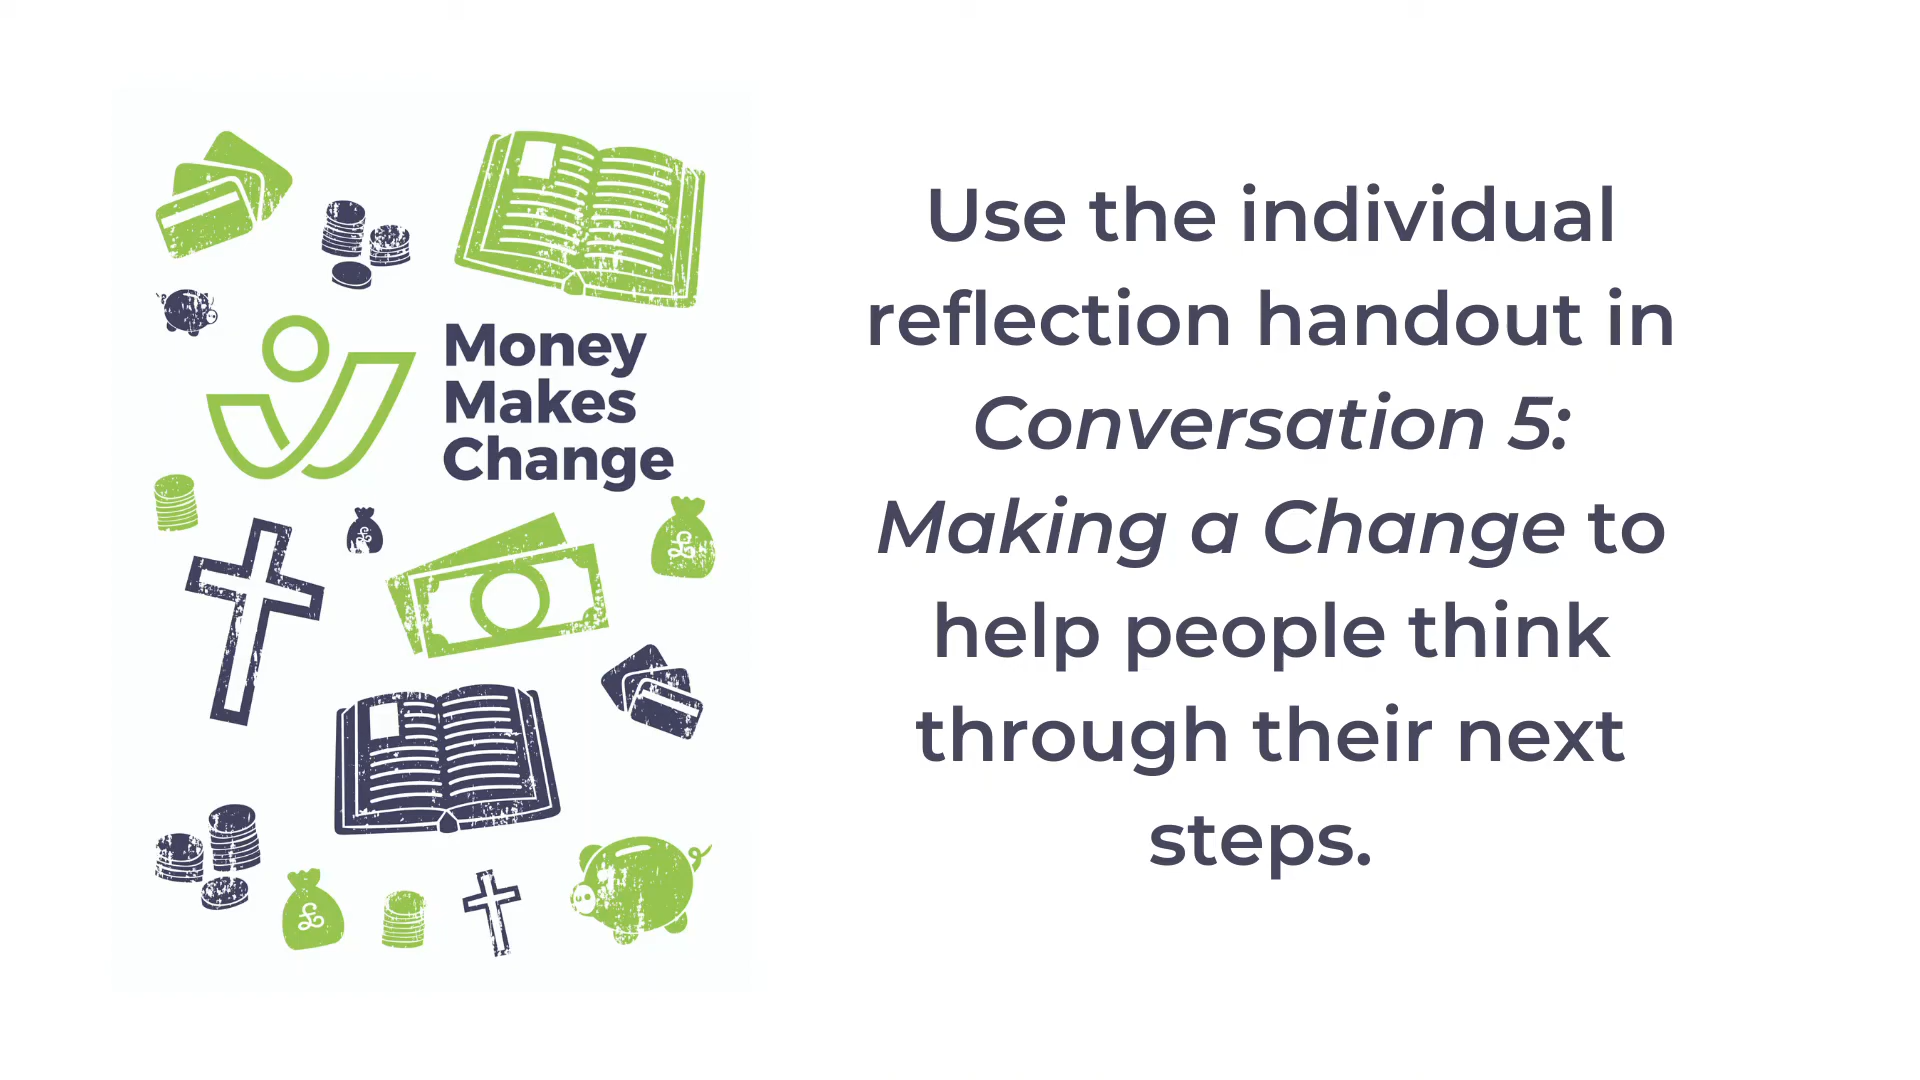 Money
Makes
Change
£
£
£
Use the individual
reflection handout in
Conversation 5:
Making a Change to
help people think
through their next
steps.